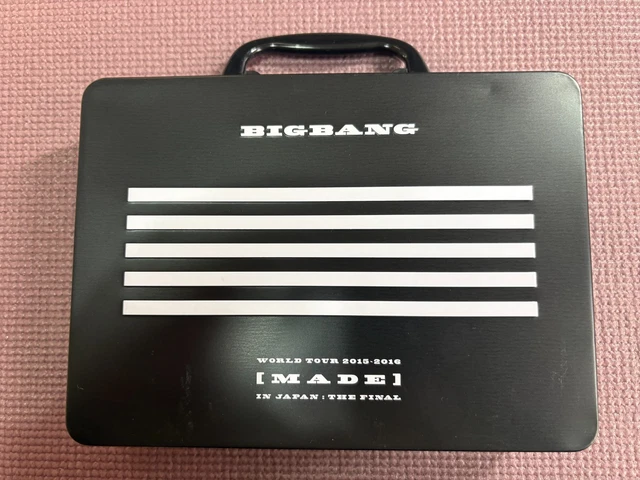 BIGBANG
WORLD TOUR 2015-2016
[MADE]
IN JAPAN : THE FINAL